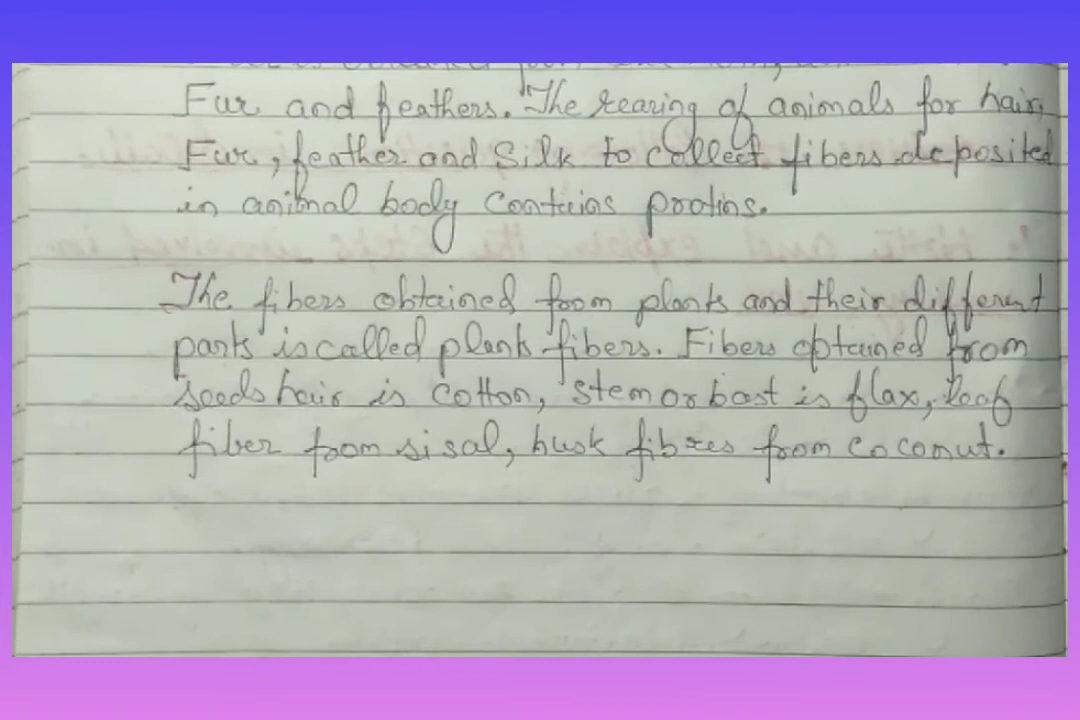 Fur and feathers. The rearing of animals for hair,
Fur, feather and Silk to collect fibers deposited
in animal body contains protins.
The fibers obtained from plants and their different
parts is called plants fibers. Fibers obtained from
seeds hair is cotton, stem or bast is flax, leaf
fiber from sisal, husk fibres from coconut.